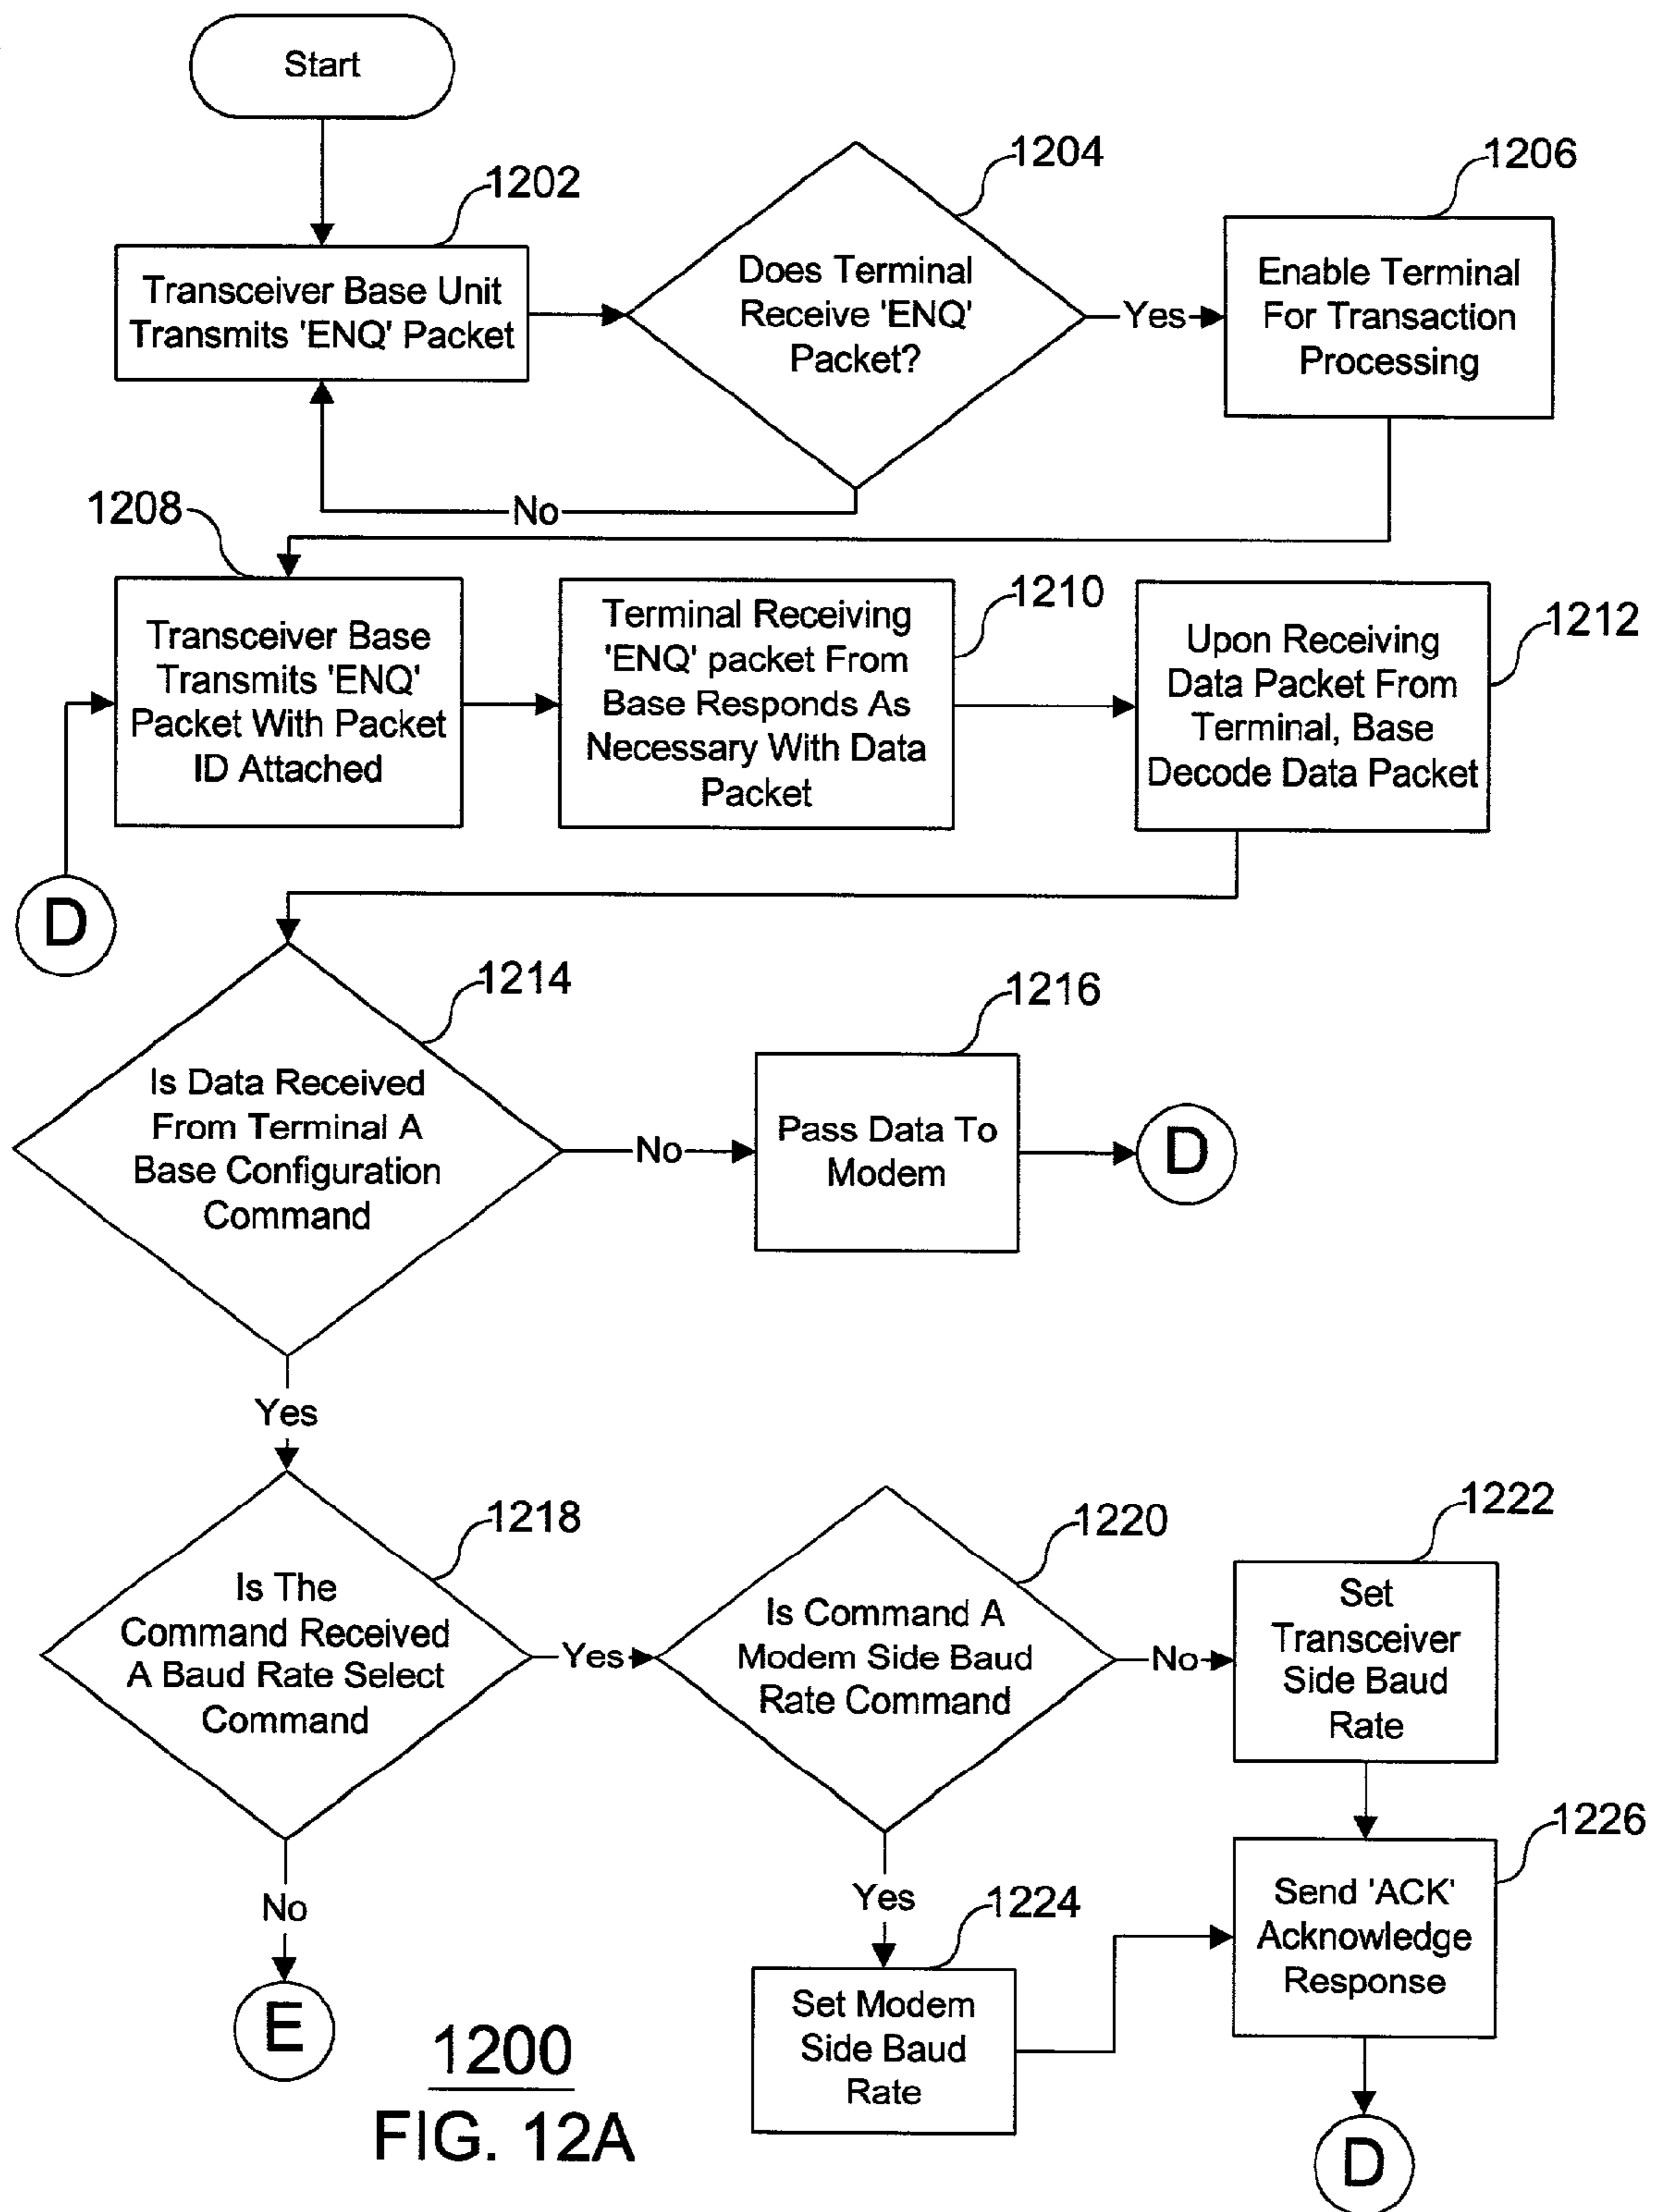 Start
1202
Transceiver Base Unit
Transmits 'ENQ' Packet
1204
Does Terminal
Receive 'ENQ'
Packet?
Yes
1206
Enable Terminal
For Transaction
Processing
No
1208
Transceiver Base
Transmits 'ENQ'
Packet With Packet
ID Attached
1210
Terminal Receiving
'ENQ' packet From
Base Responds As
Necessary With Data
Packet
1212
Upon Receiving
Data Packet From
Terminal, Base
Decode Data Packet
D
1214
Is Data Received
From Terminal A
Base Configuration
Command
No
1216
Pass Data To
Modem
D
Yes
1218
Is The
Command Received
A Baud Rate Select
Command
Yes
1220
Is Command A
Modem Side Baud
Rate Command
No
1222
Set
Transceiver
Side Baud
Rate
No
E
Yes
1224
Set Modem
Side Baud
Rate
1226
Send 'ACK'
Acknowledge
Response
D
1200
FIG. 12A